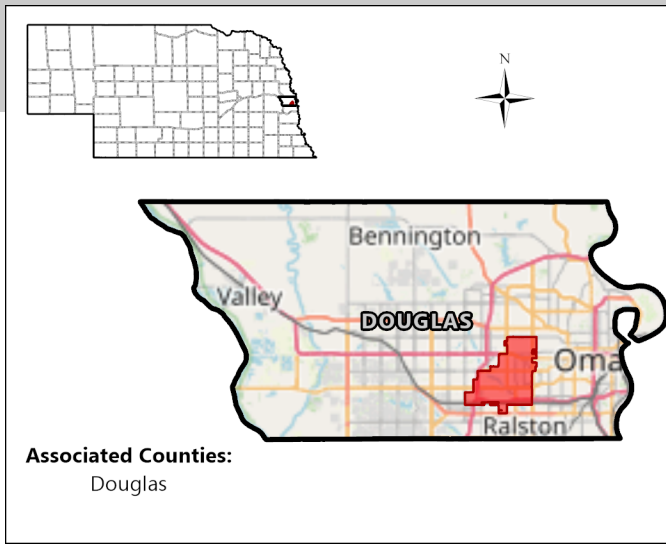 N
Bennington
Valley
DOUGLAS
Oma
Ralston
Associated Counties:
Douglas